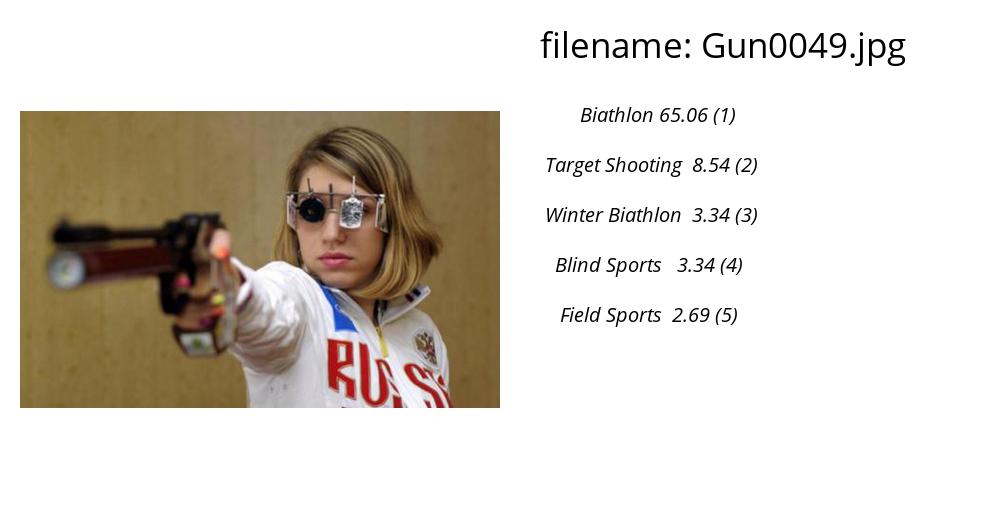 filename: Gun0049.jpg
Biathlon 65.06 (1)
Target Shooting 8.54 (2)
Winter Biathlon 3.34 (3)
Blind Sports 3.34 (4)
Field Sports 2.69 (5)